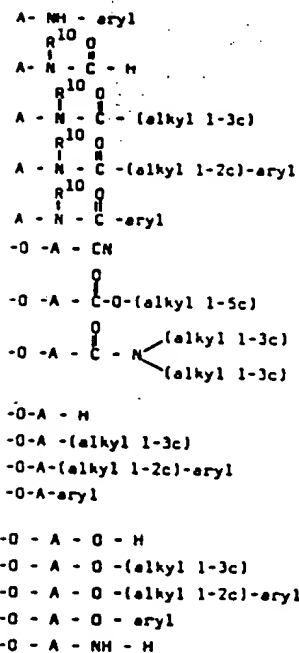 A- NH - aryl
R10 O
A- N - C - H
R10 O
A - N - C - (alkyl 1-3c)
R10 O
A - N - C -(alkyl 1-2c)-aryl
R10 O
A - N - C -aryl
-O -A - CN
O
-O -A - C-O-(alkyl 1-5c)
O
(alkyl 1-3c)
-O -A - C - N
(alkyl 1-3c)
-O-A - H
-O-A -(alkyl 1-3c)
-O-A-(alkyl 1-2c)-aryl
-O-A-aryl
-O - A - O - H
-O - A - O -(alkyl 1-3c)
-O - A - O -(alkyl 1-2c)-aryl
-O - A - O - aryl
-O - A - NH - H